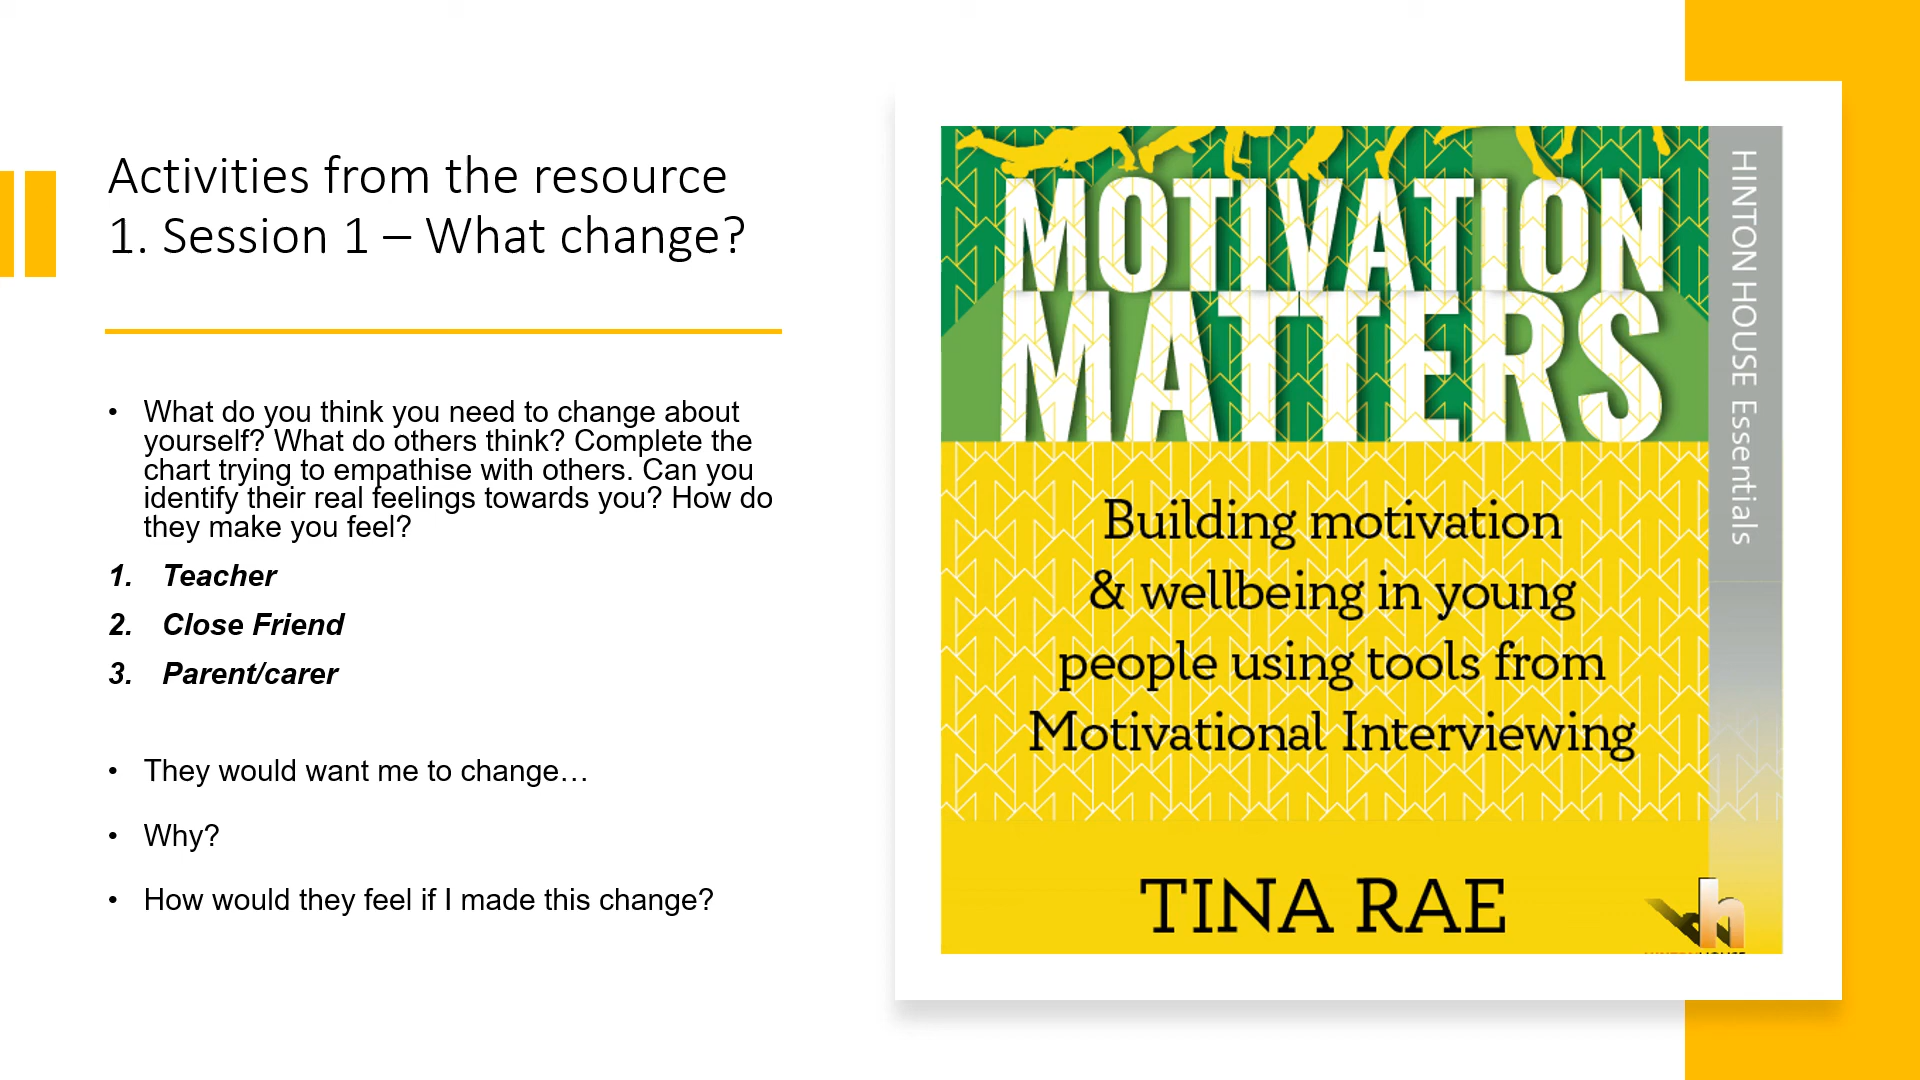 Activities from the resource
1. Session 1 – What change?
• What do you think you need to change about
yourself? What do others think? Complete the
chart trying to empathise with others. Can you
identify their real feelings towards you? How do
they make you feel?
1. Teacher
2. Close Friend
3. Parent/carer
• They would want me to change…
• Why?
• How would they feel if I made this change?
MOTIVATION
MATTERS
Building motivation
& wellbeing in young
people using tools from
Motivational Interviewing
TINA RAE
HINTON HOUSE Essentials
h